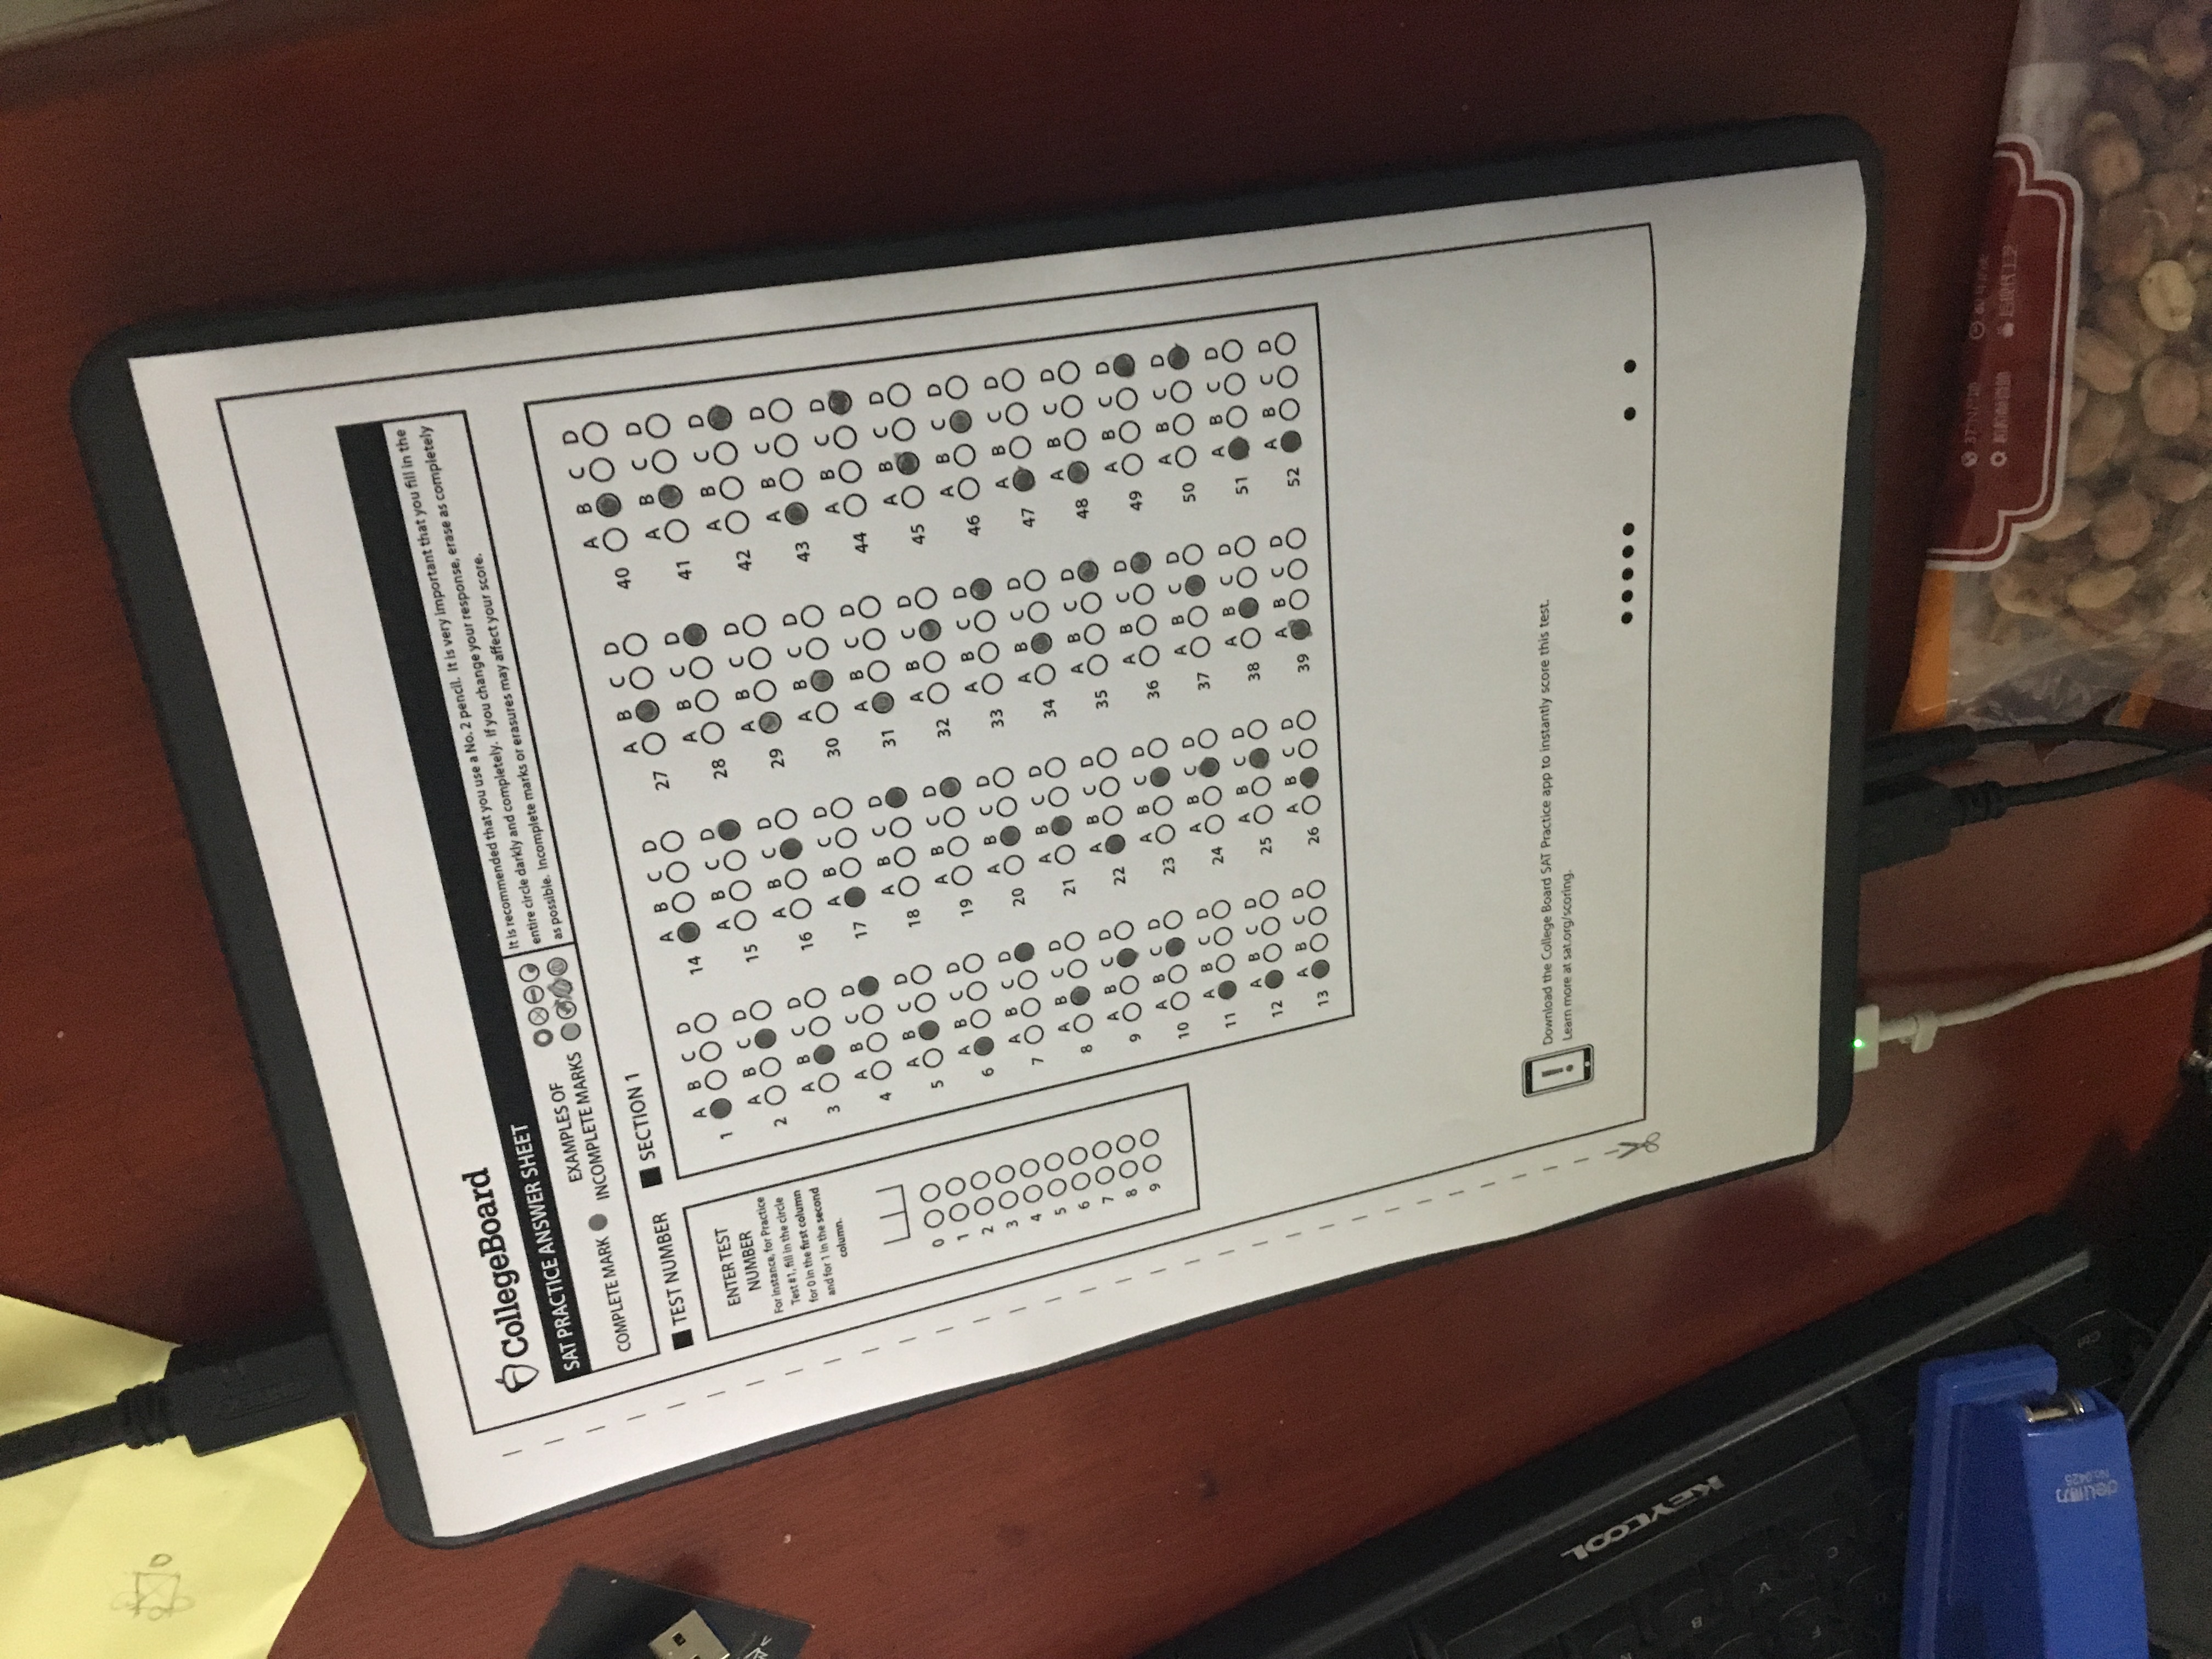 CollegeBoard
SAT PRACTICE ANSWER SHEET
COMPLETE MARK
EXAMPLES OF
INCOMPLETE MARKS
It is recommended that you use a No. 2 pencil. It is very important that you fill in the
entire circle darkly and completely. If you change your response, erase as completely
as possible. Incomplete marks or erasures may affect your score.
TEST NUMBER
SECTION 1
ENTER TEST
NUMBER
For instance, for Practice
Test #1, fill in the circle
for 0 in the first column
and for 1 in the second
column.
0
1
2
3
4
5
6
7
8
9
1 A B C D
2 A B C D
3 A B C D
4 A B C D
5 A B C D
6 A B C D
7 A B C D
8 A B C D
9 A B C D
10 A B C D
11 A B C D
12 A B C D
13 A B C D
14 A B C D
15 A B C D
16 A B C D
17 A B C D
18 A B C D
19 A B C D
20 A B C D
21 A B C D
22 A B C D
23 A B C D
24 A B C D
25 A B C D
26 A B C D
27 A B C D
28 A B C D
29 A B C D
30 A B C D
31 A B C D
32 A B C D
33 A B C D
34 A B C D
35 A B C D
36 A B C D
37 A B C D
38 A B C D
39 A B C D
40 A B C D
41 A B C D
42 A B C D
43 A B C D
44 A B C D
45 A B C D
46 A B C D
47 A B C D
48 A B C D
49 A B C D
50 A B C D
51 A B C D
52 A B C D
Download the College Board SAT Practice app to instantly score this test.
Learn more at sat.org/scoring.
KEYCOOL
deli
Ctrl